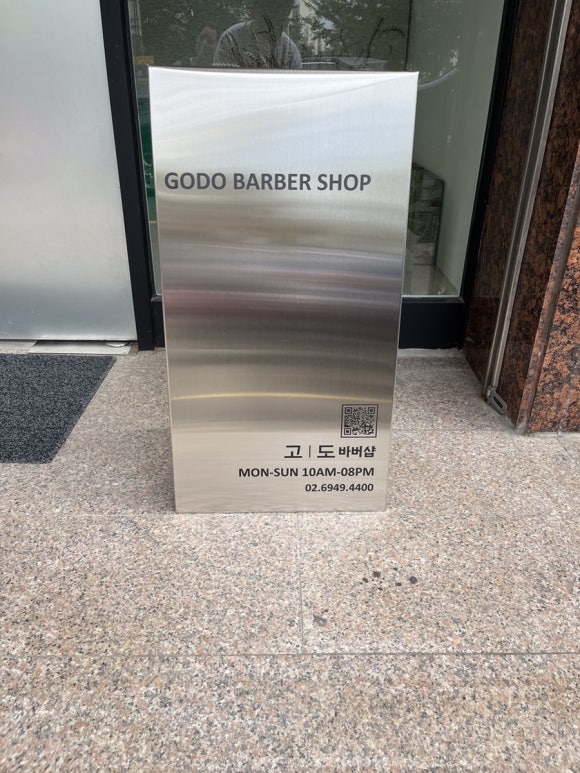 GODO BARBER SHOP
고 | 도 바버샵
MON-SUN 10AM-08PM
02.6949.4400